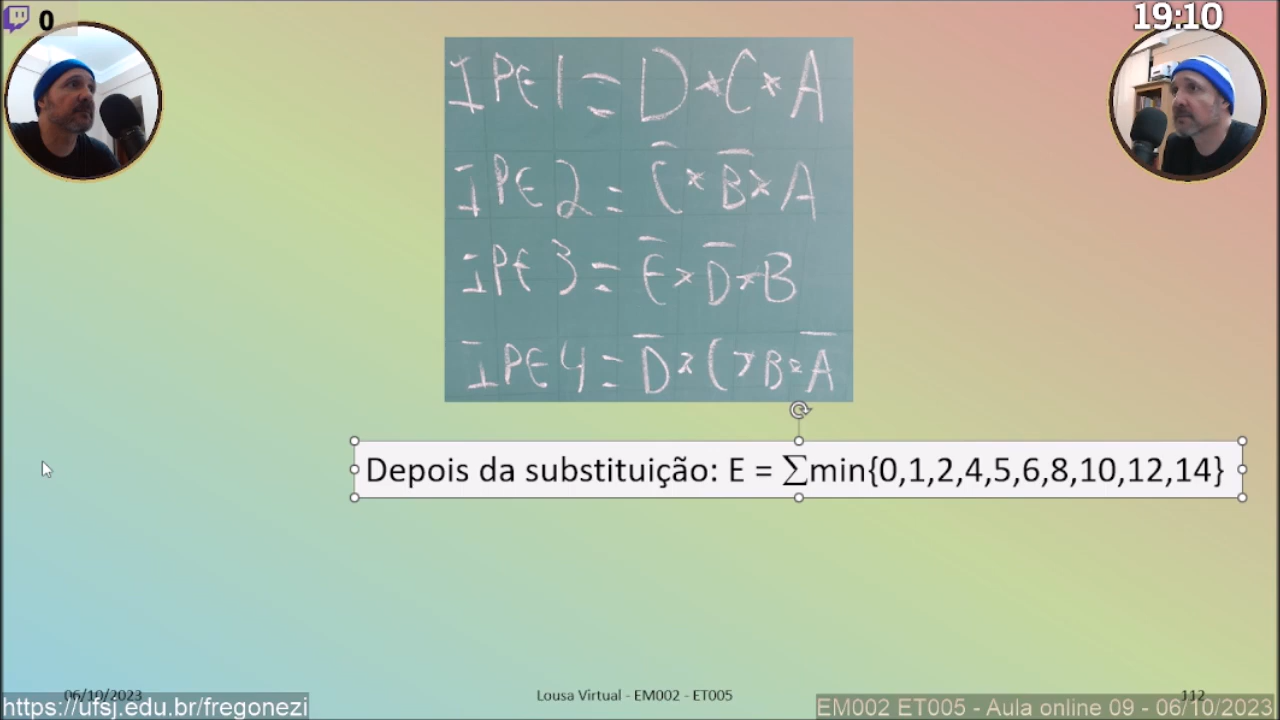 0
19:10
IPE1 = D * C * A
IPE2 = C̅ * B̅ * A
IPE3 = E̅ * D̅ * B
IPE4 = D̅ * C * B * A̅
Depois da substituição: E = ∑min{0,1,2,4,5,6,8,10,12,14}
06/10/2023
Lousa Virtual - EM002 - ET005
112
https://ufsj.edu.br/fregonezi
EM002 ET005 - Aula online 09 - 06/10/2023